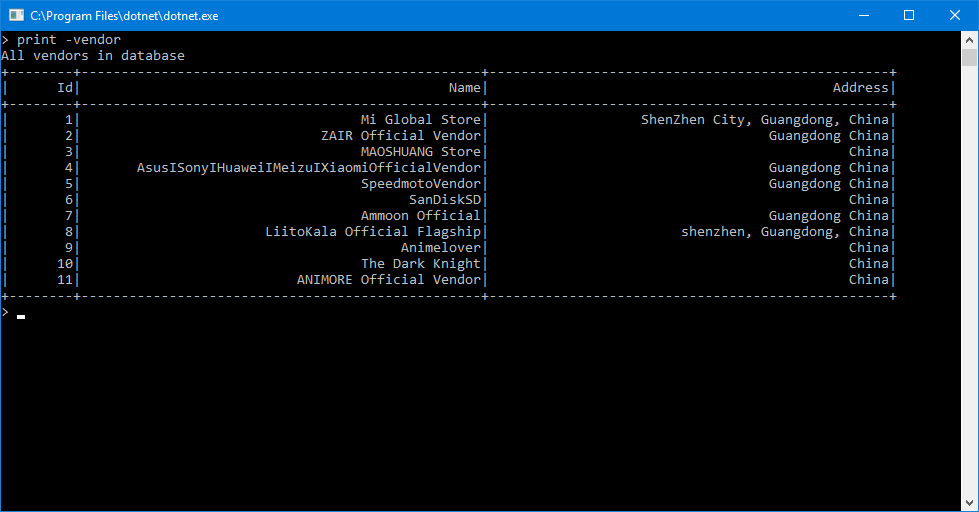 C:\Program Files\dotnet\dotnet.exe
> print -vendor
All vendors in database
+--------+--------------------------------------------------+--------------------------------------------------+
|      Id|                                              Name|                                           Address|
+--------+--------------------------------------------------+--------------------------------------------------+
|       1|                                   Mi Global Store|                   ShenZhen City, Guangdong, China|
|       2|                              ZAIR Official Vendor|                                   Guangdong China|
|       3|                                   MAOSHUANG Store|                                             China|
|       4|       AsusISonyIHuaweiIMeizuIXiaomiOfficialVendor|                                   Guangdong China|
|       5|                                   SpeedmotoVendor|                                   Guangdong China|
|       6|                                         SanDiskSD|                                             China|
|       7|                                   Ammoon Official|                                   Guangdong China|
|       8|                       LiitoKala Official Flagship|                        shenzhen, Guangdong, China|
|       9|                                        Animelover|                                             China|
|      10|                                   The Dark Knight|                                             China|
|      11|                           ANIMORE Official Vendor|                                             China|
+--------+--------------------------------------------------+--------------------------------------------------+
>